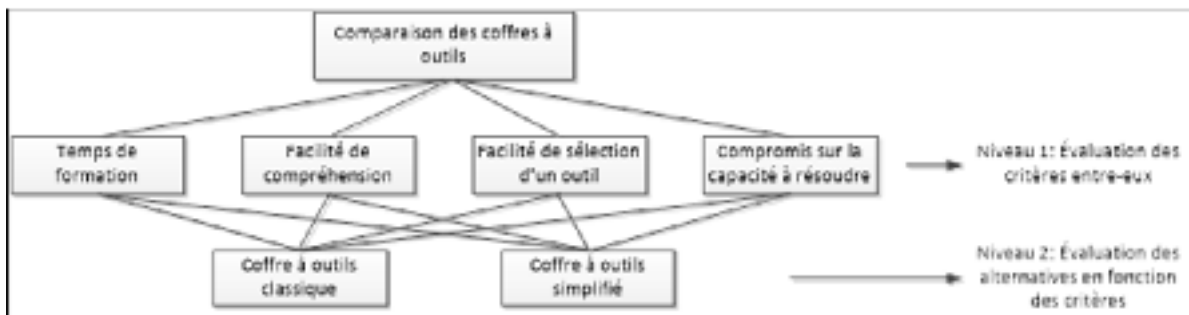 Comparaison des coffres à
outils
Temps de
formation
Facilité de
compréhension
Facilité de sélection
d'un outil
Compromis sur la
capacité à résoudre
Niveau 1: Évaluation des
critères entre-eux
Coffre à outils
classique
Coffre à outils
simplifié
Niveau 2: Évaluation des
alternatives en fonction
des critères